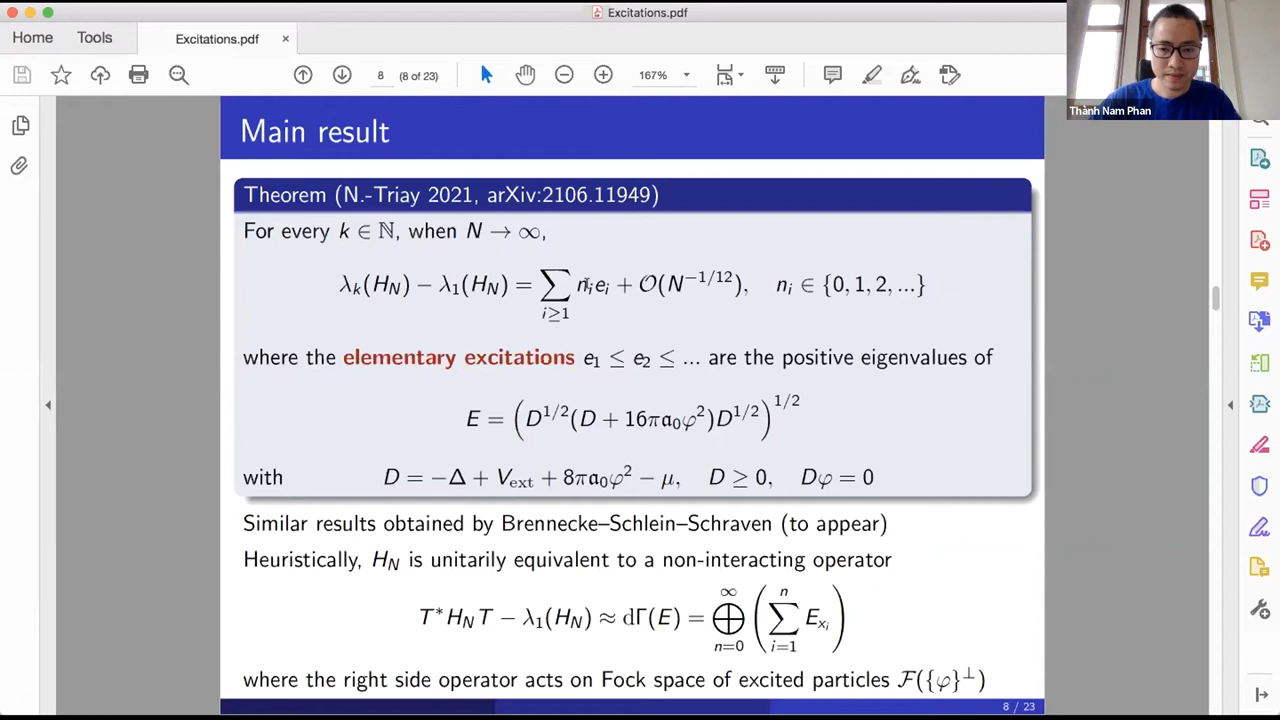 Excitations.pdf
Home Tools Excitations.pdf ×
8 (8 of 23) 167%
Thành Nam Phan
Main result
Theorem (N.-Triay 2021, arXiv:2106.11949)
For every k ∈ ℕ, when N → ∞,
λ_k(H_N) − λ_1(H_N) = ∑_{i≥1} n_i e_i + 𝒪(N^{−1/12}), n_i ∈ {0, 1, 2, ...}
where the elementary excitations e_1 ≤ e_2 ≤ ... are the positive eigenvalues of
E = (D^{1/2}(D + 16π𝔞_0φ^2)D^{1/2})^{1/2}
with D = −Δ + V_ext + 8π𝔞_0φ^2 − μ, D ≥ 0, Dφ = 0
Similar results obtained by Brennecke–Schlein–Schraven (to appear)
Heuristically, H_N is unitarily equivalent to a non-interacting operator
T*H_N T − λ_1(H_N) ≈ dΓ(E) = ⨁_{n=0}^{∞} (∑_{i=1}^{n} E_{x_i})
where the right side operator acts on Fock space of excited particles ℱ({φ}^⊥)
8 / 23